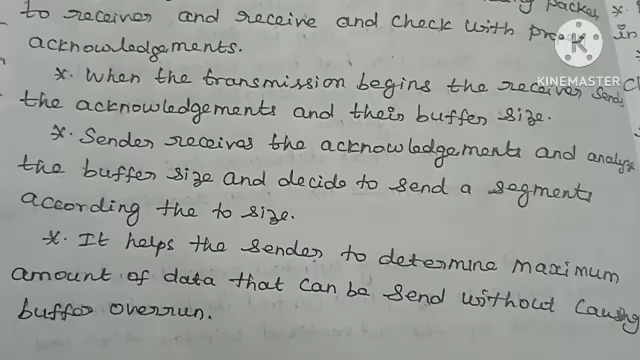 packet *.
to receiver and receive and check with in
acknowledgements.
KINEMASTER
*. When the transmission begins the receiver sends
the acknowledgements and their buffer size.
*. Sender receives the acknowledgements and analyze
the buffer size and decide to send a segments
according the to size.
*. It helps the sender to determine maximum
amount of data that can be send without causing
buffer overrun.